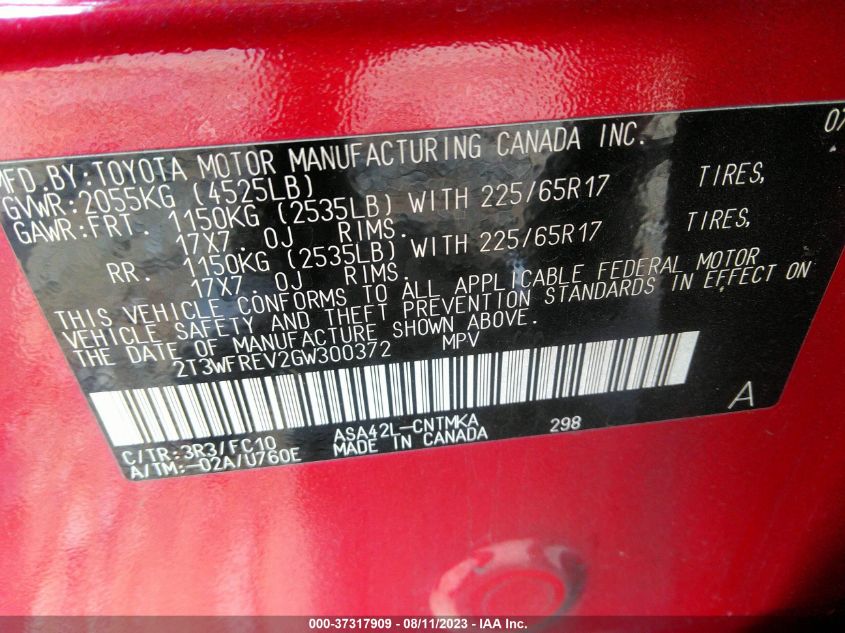 MFD.BY:TOYOTA MOTOR MANUFACTURING CANADA INC. 07
GVWR:2055KG (4525LB)
GAWR:FRT. 1150KG (2535LB) WITH 225/65R17 TIRES,
17X7.0J RIMS.
RR. 1150KG (2535LB) WITH 225/65R17 TIRES,
17X7.0J RIMS.
THIS VEHICLE CONFORMS TO ALL APPLICABLE FEDERAL MOTOR
VEHICLE SAFETY AND THEFT PREVENTION STANDARDS IN EFFECT ON
THE DATE OF MANUFACTURE SHOWN ABOVE.
2T3WFREV2GW300372 MPV
A
C/TR:3R3/FC10 ASA42L-CNTMKA 298
A/TM:-02A/U760E MADE IN CANADA
000-37317909 - 08/11/2023 - IAA Inc.